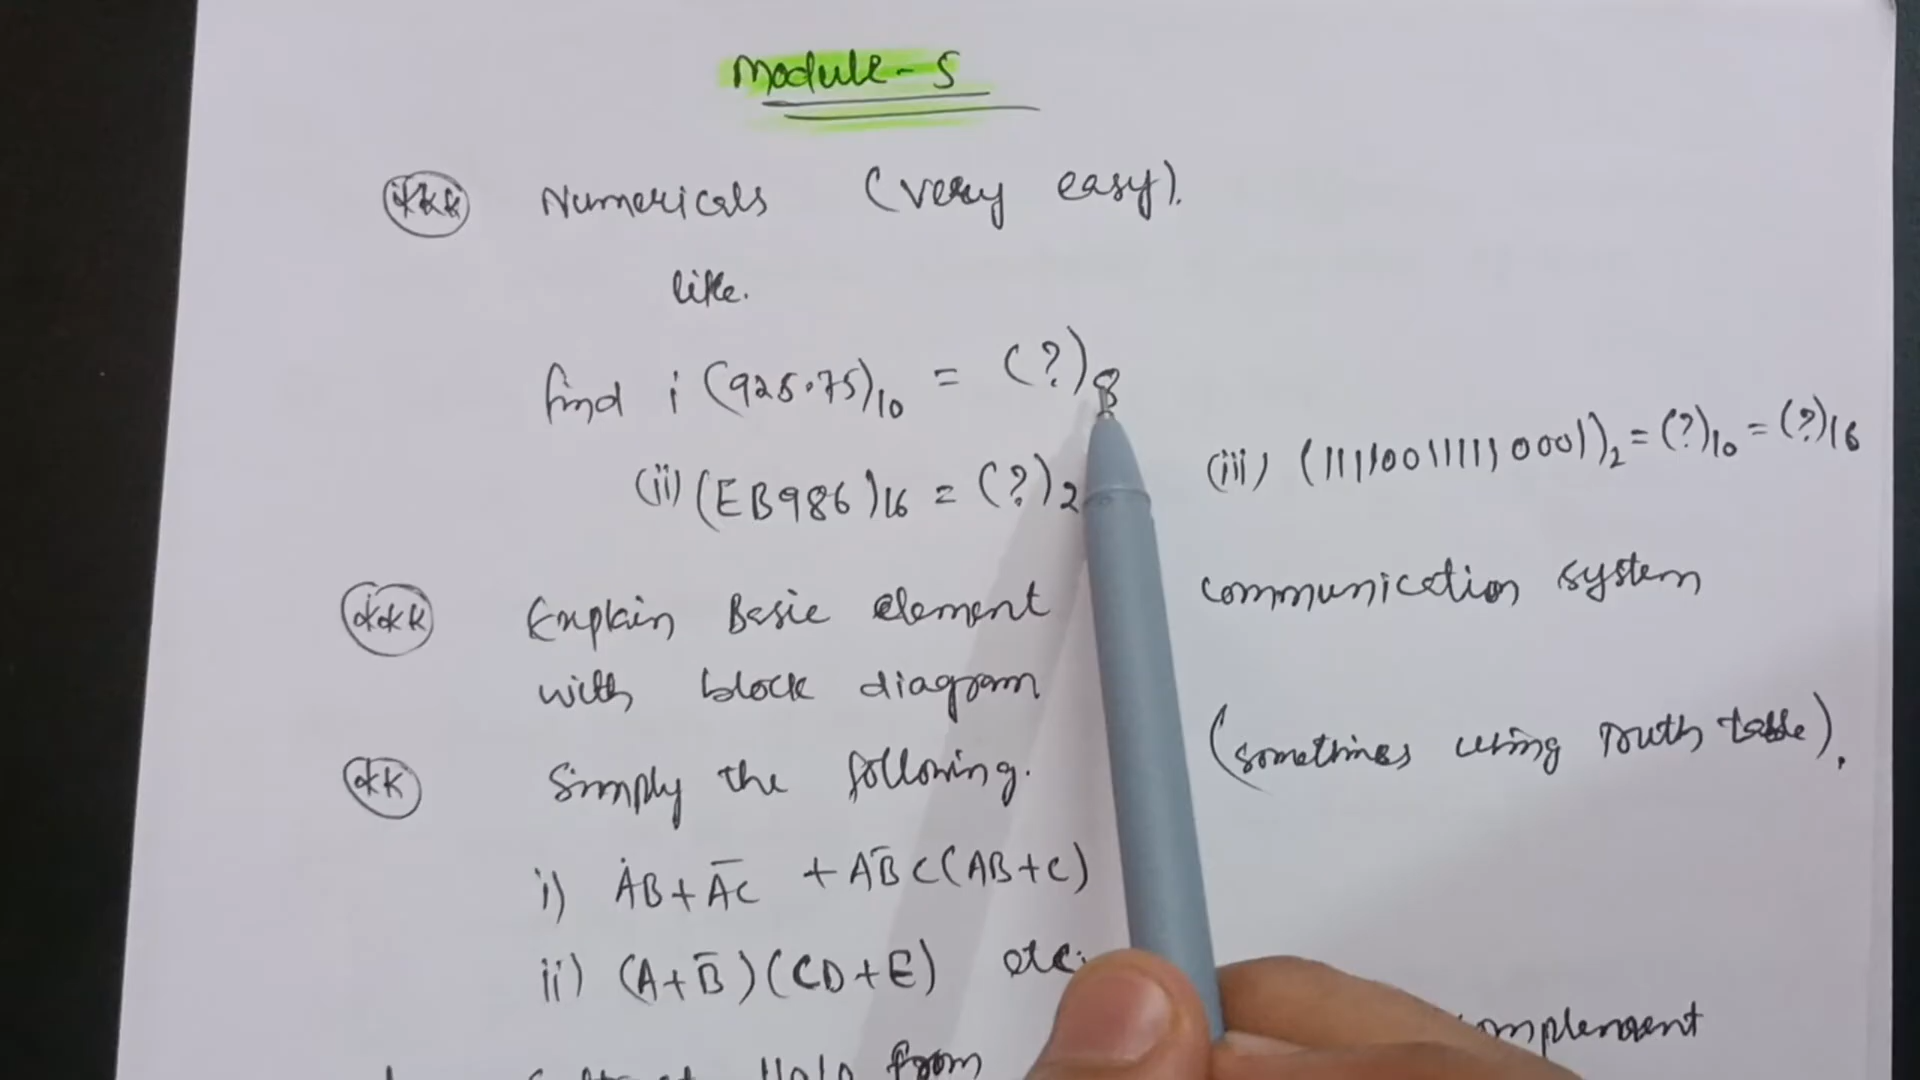 Module-5
Numericals (very easy).
like.
find i (925.75)10 = (?)8
(ii) (EB986)16 = (?)2
(iii) (111100111110001)2 = (?)10 = (?)16
Explain Basic element communication system
with block diagram
Simply the following. (sometimes using Truth table).
i) AB + A̅C̅ + AB̅C(AB+C)
ii) (A+B̅)(CD+E) etc.
from